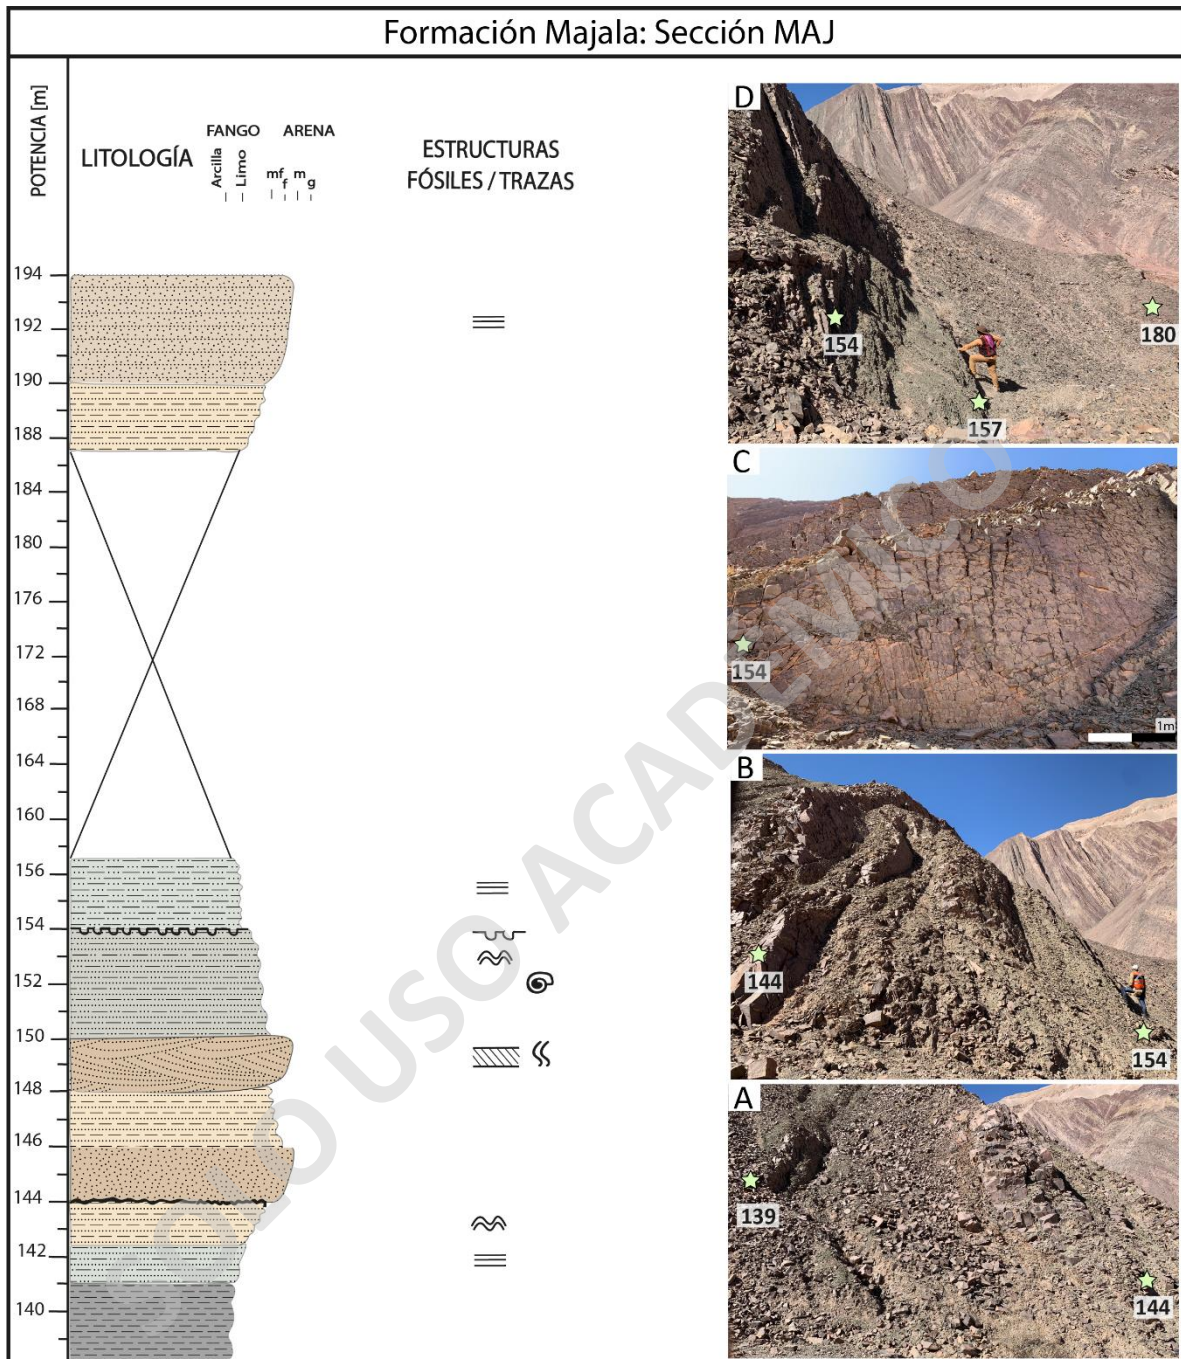 Formación Majala: Sección MAJ
POTENCIA [m]
LITOLOGÍA
FANGO
ARENA
Arcilla
Limo
mf
f
m
g
ESTRUCTURAS
FÓSILES / TRAZAS
194
192
190
188
184
180
176
172
168
164
160
156
154
152
150
148
146
144
142
140
D
154
157
180
C
154
1m
B
144
154
A
139
144
SOLO USO ACADEMICO